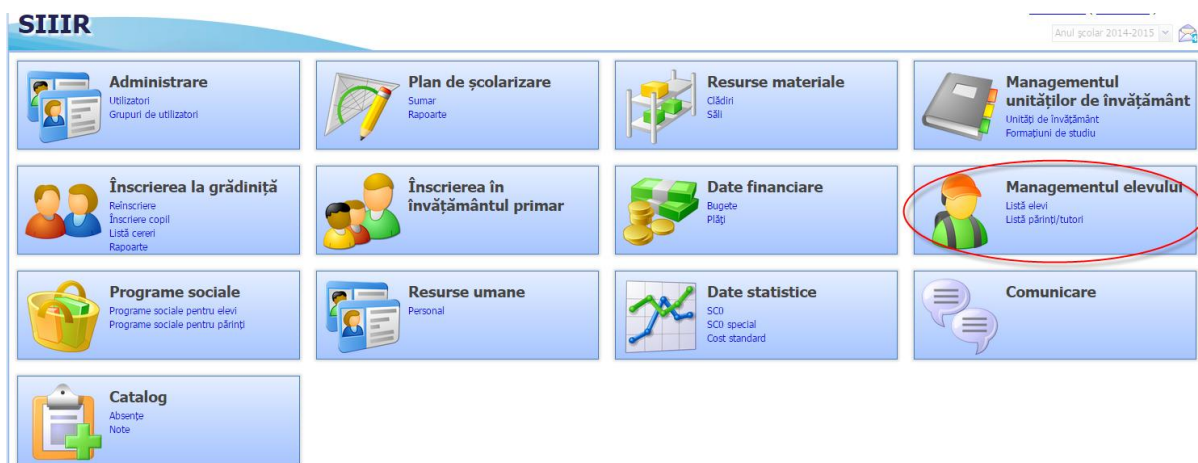 SIIIR
Anul școlar 2014-2015
Administrare
Utilizatori
Grupuri de utilizatori
Plan de școlarizare
Sumar
Rapoarte
Resurse materiale
Clădiri
Săli
Managementul
unităților de învățământ
Unități de învățământ
Formațiuni de studiu
Înscrierea la grădiniță
Reînscriere
Înscriere copil
Listă cereri
Rapoarte
Înscrierea în
învățământul primar
Date financiare
Bugete
Plăți
Managementul elevului
Listă elevi
Listă părinți/tutori
Programe sociale
Programe sociale pentru elevi
Programe sociale pentru părinți
Resurse umane
Personal
Date statistice
SC0
SC0 special
Cost standard
Comunicare
Catalog
Absențe
Note